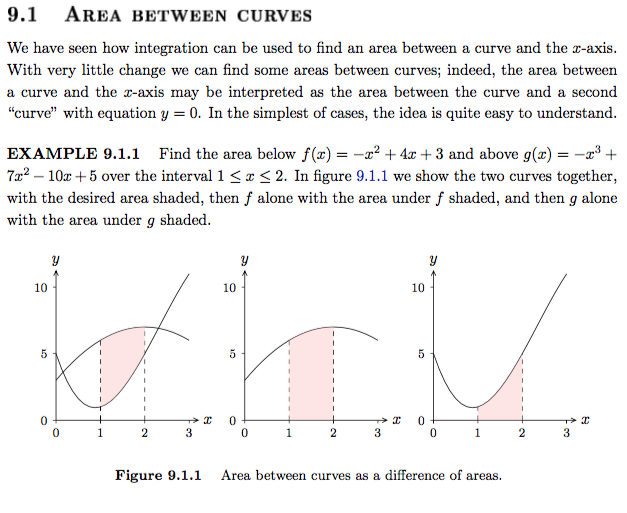 9.1 AREA BETWEEN CURVES
We have seen how integration can be used to find an area between a curve and the x-axis.
With very little change we can find some areas between curves; indeed, the area between
a curve and the x-axis may be interpreted as the area between the curve and a second
“curve” with equation y = 0. In the simplest of cases, the idea is quite easy to understand.
EXAMPLE 9.1.1 Find the area below f(x) = −x² + 4x + 3 and above g(x) = −x³ +
7x² − 10x + 5 over the interval 1 ≤ x ≤ 2. In figure 9.1.1 we show the two curves together,
with the desired area shaded, then f alone with the area under f shaded, and then g alone
with the area under g shaded.
y y y
10 10 10
5 5 5
0 x 0 x 0 x
0 1 2 3 0 1 2 3 0 1 2 3
Figure 9.1.1 Area between curves as a difference of areas.